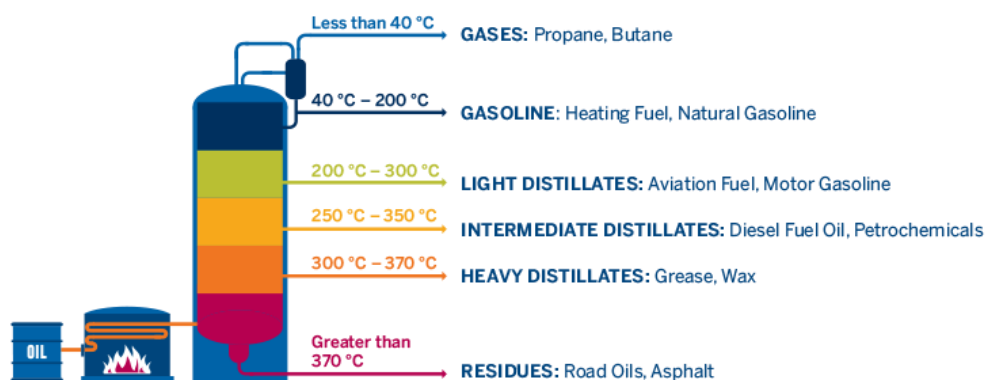 Less than 40 °C
GASES: Propane, Butane
40 °C – 200 °C
GASOLINE: Heating Fuel, Natural Gasoline
200 °C – 300 °C
LIGHT DISTILLATES: Aviation Fuel, Motor Gasoline
250 °C – 350 °C
INTERMEDIATE DISTILLATES: Diesel Fuel Oil, Petrochemicals
300 °C – 370 °C
HEAVY DISTILLATES: Grease, Wax
OIL
Greater than
370 °C
RESIDUES: Road Oils, Asphalt